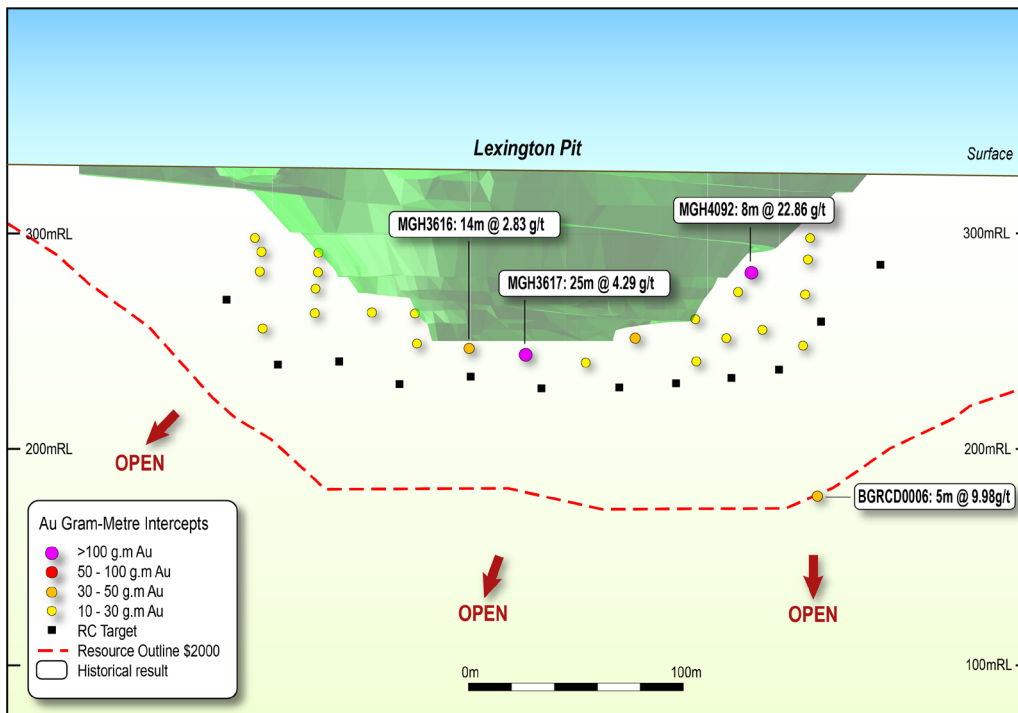 Lexington Pit
Surface
MGH4092: 8m @ 22.86 g/t
MGH3616: 14m @ 2.83 g/t
300mRL
300mRL
MGH3617: 25m @ 4.29 g/t
200mRL
200mRL
OPEN
BGRCD0006: 5m @ 9.98g/t
Au Gram-Metre Intercepts
>100 g.m Au
50 - 100 g.m Au
30 - 50 g.m Au
10 - 30 g.m Au
RC Target
Resource Outline $2000
Historical result
OPEN
OPEN
0m
100m
100mRL